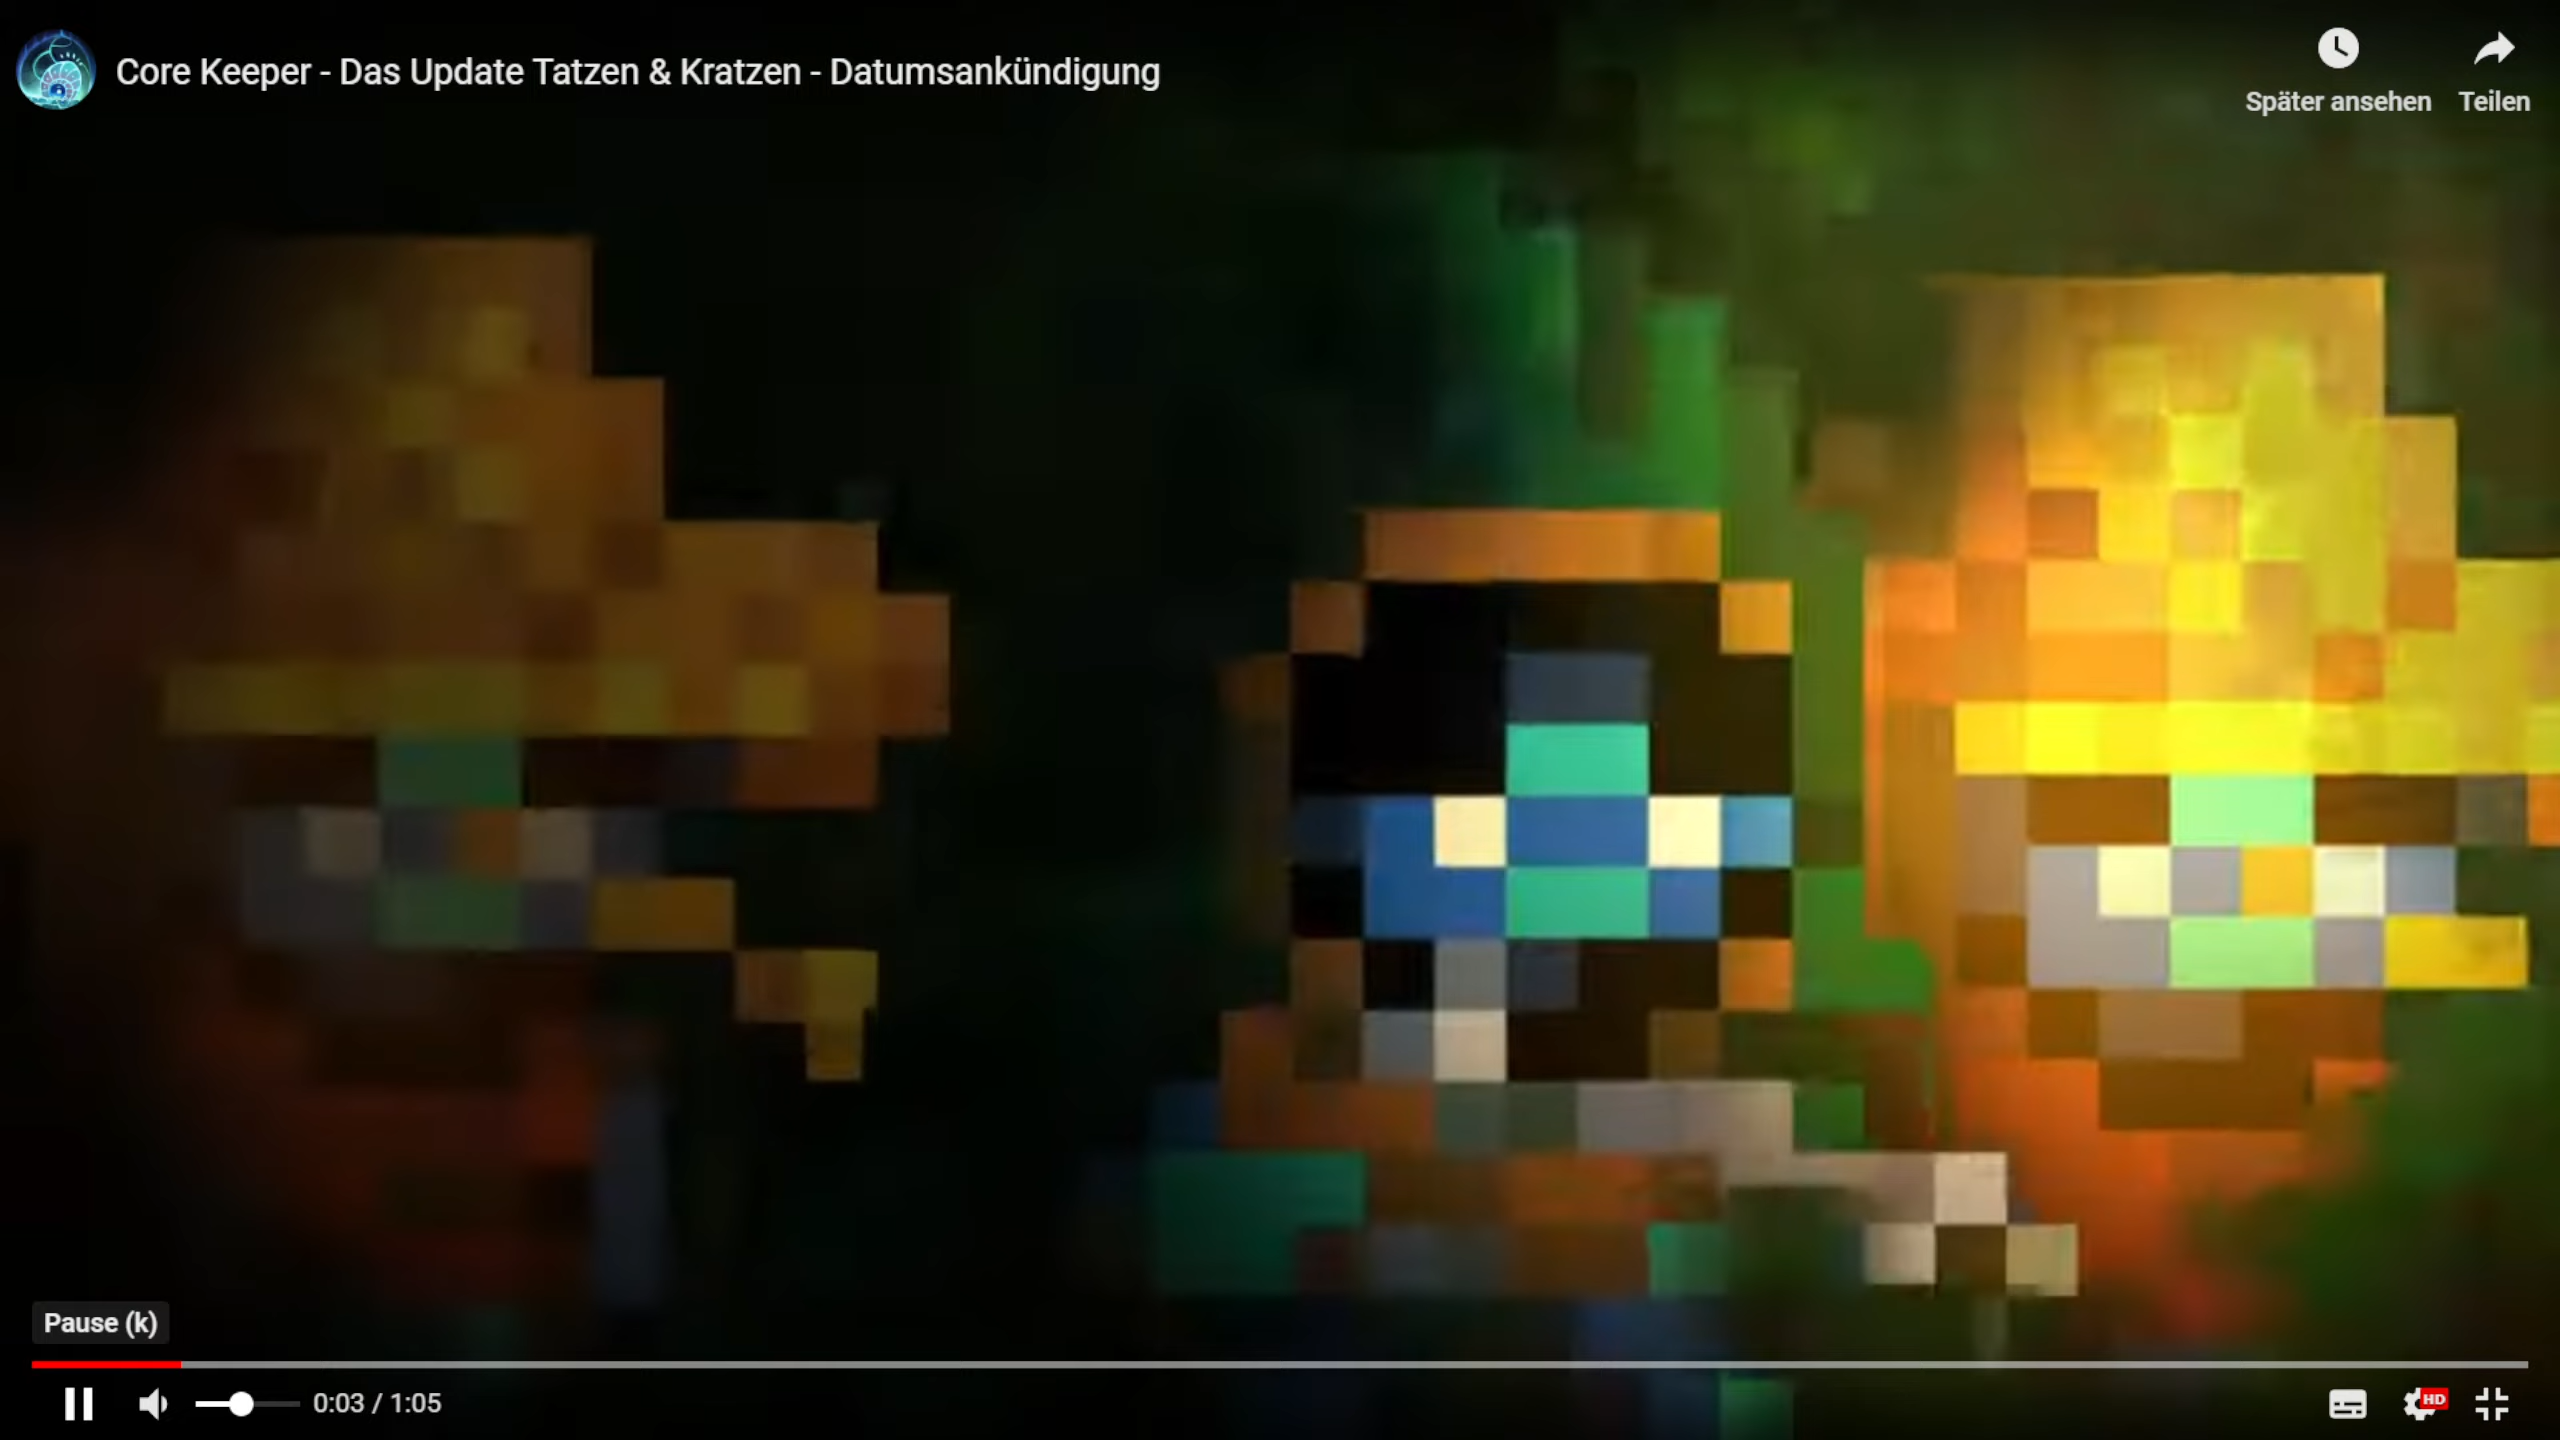 Core Keeper - Das Update Tatzen & Kratzen - Datumsankündigung
Später ansehen
Teilen
Pause (k)
0:03 / 1:05
HD